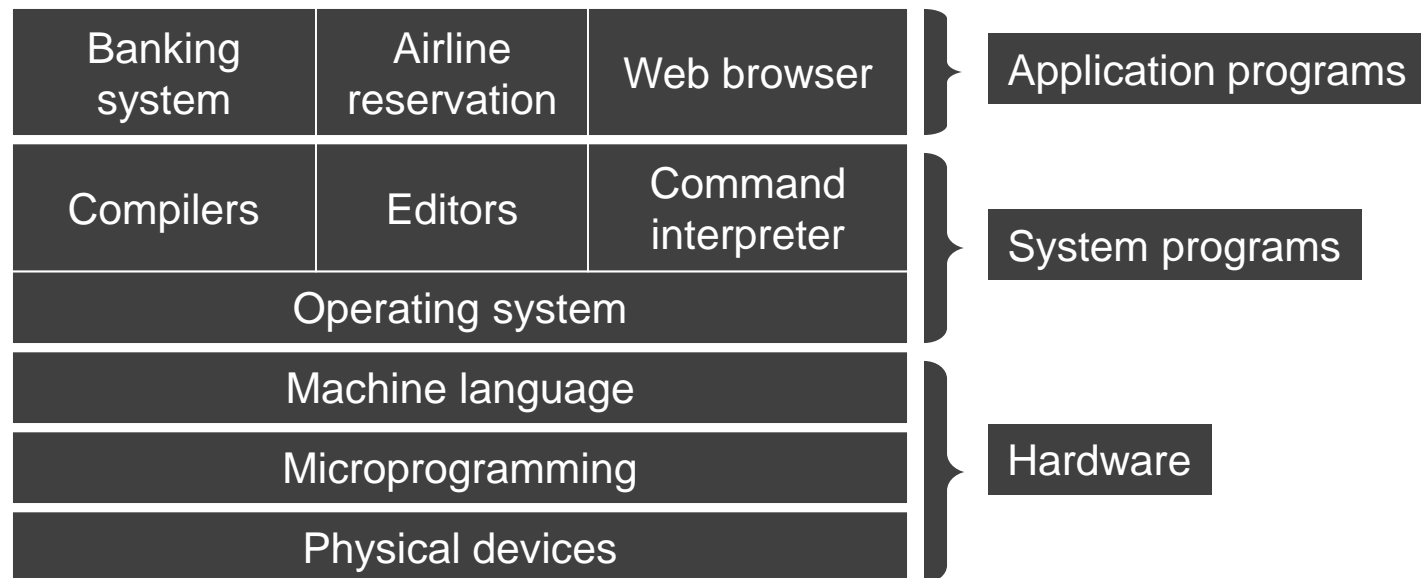 Banking
system
Airline
reservation
Web browser
Application programs
Compilers
Editors
Command
interpreter
System programs
Operating system
Machine language
Microprogramming
Hardware
Physical devices